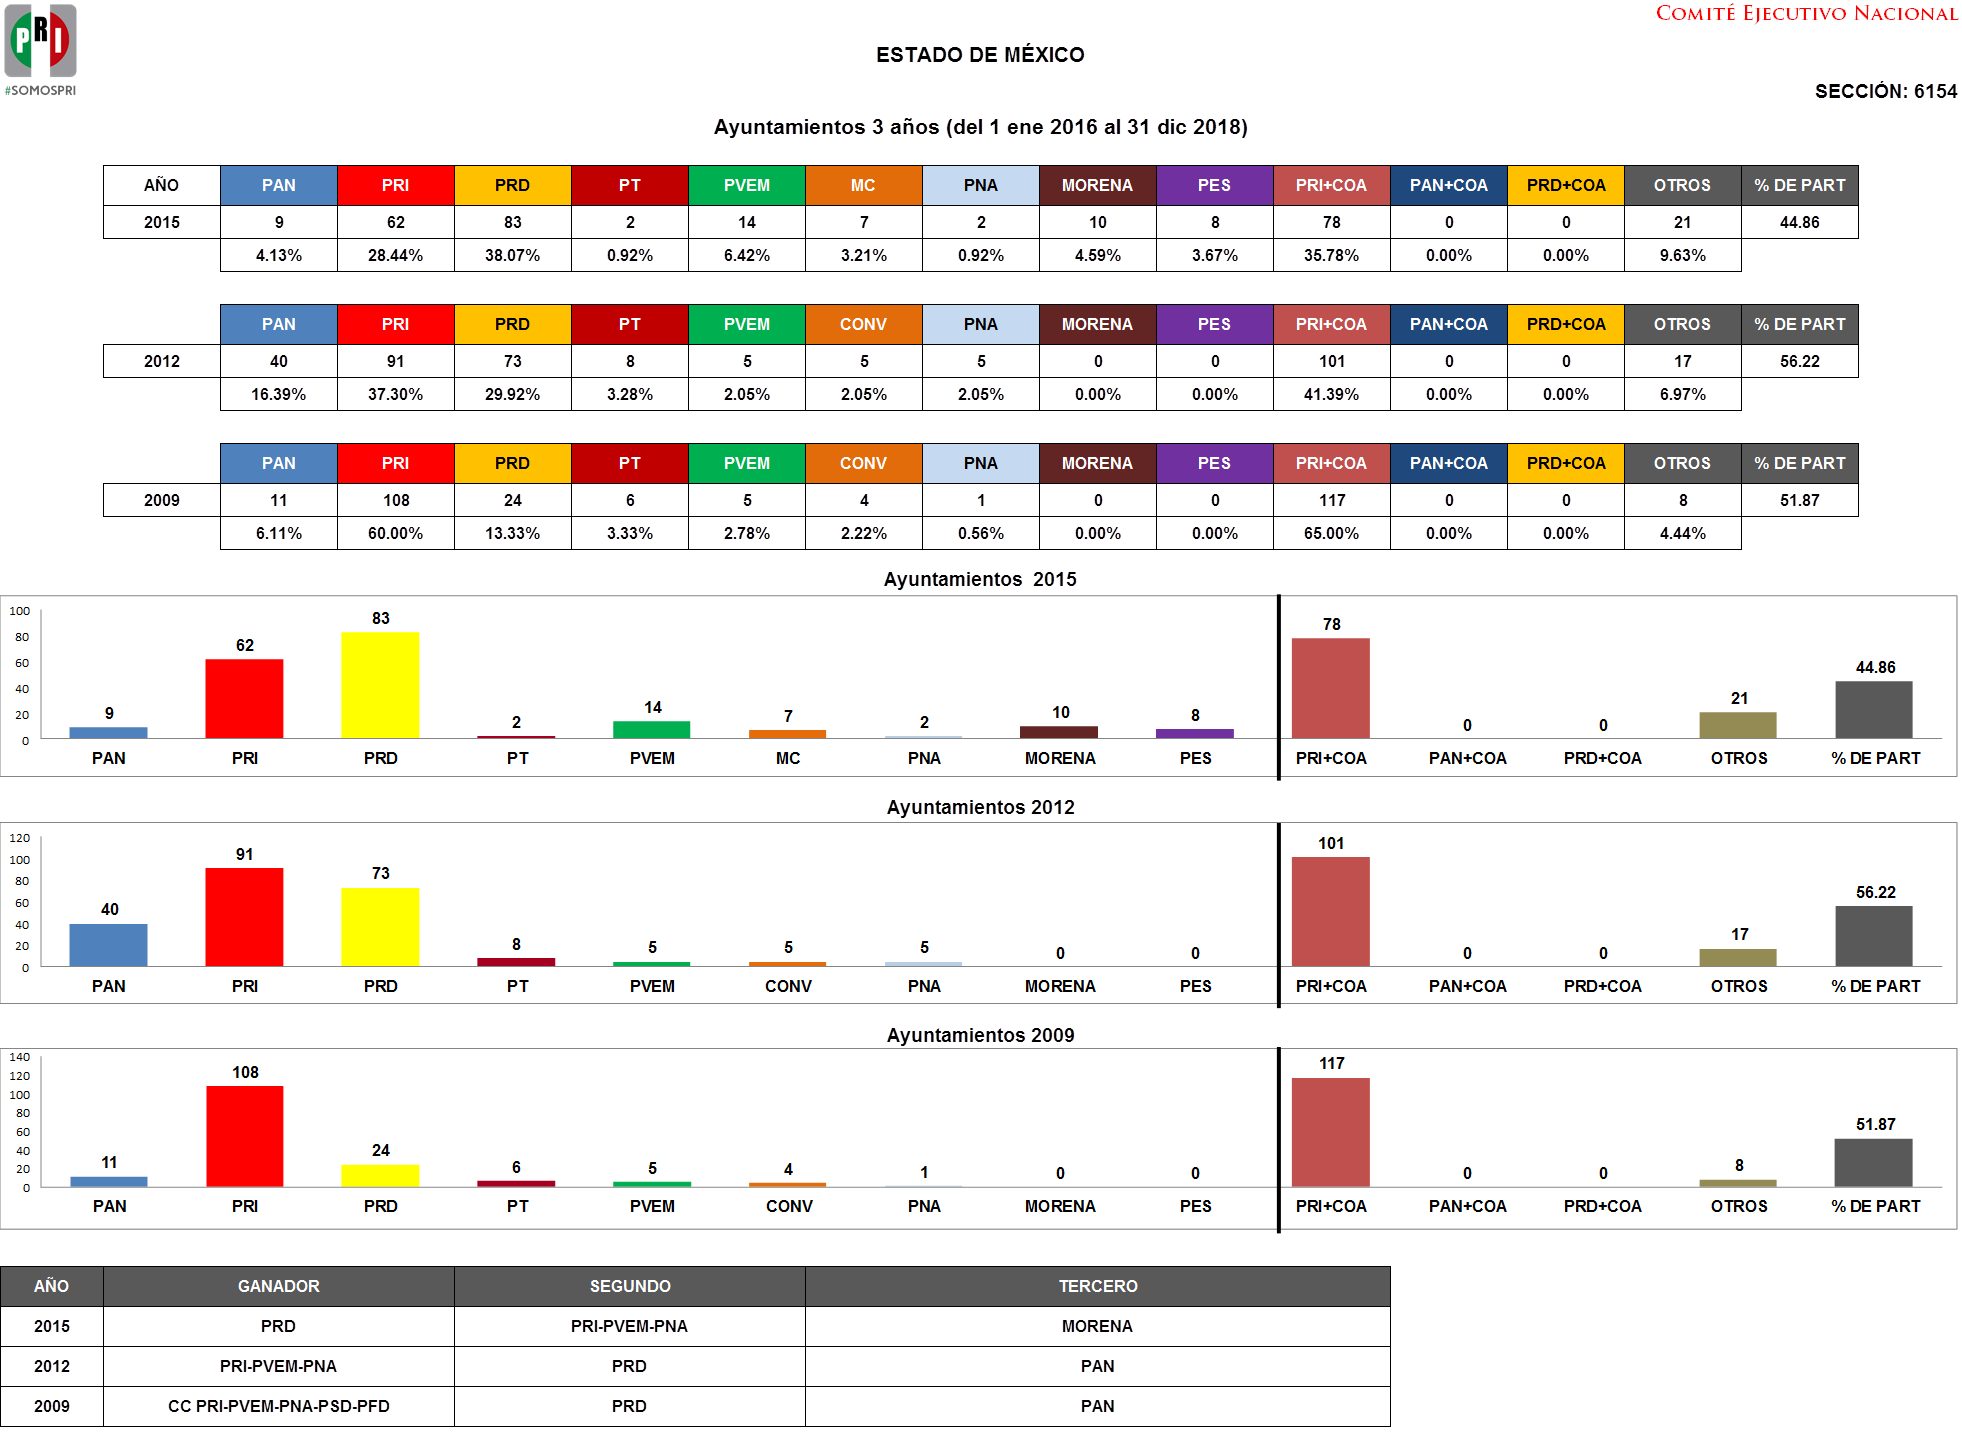 PRI
#SOMOSPRI
COMITÉ EJECUTIVO NACIONAL
ESTADO DE MÉXICO
SECCIÓN: 6154
Ayuntamientos 3 años (del 1 ene 2016 al 31 dic 2018)
AÑO PAN PRI PRD PT PVEM MC PNA MORENA PES PRI+COA PAN+COA PRD+COA OTROS % DE PART
2015 9 62 83 2 14 7 2 10 8 78 0 0 21 44.86
4.13% 28.44% 38.07% 0.92% 6.42% 3.21% 0.92% 4.59% 3.67% 35.78% 0.00% 0.00% 9.63%
PAN PRI PRD PT PVEM CONV PNA MORENA PES PRI+COA PAN+COA PRD+COA OTROS % DE PART
2012 40 91 73 8 5 5 5 0 0 101 0 0 17 56.22
16.39% 37.30% 29.92% 3.28% 2.05% 2.05% 2.05% 0.00% 0.00% 41.39% 0.00% 0.00% 6.97%
PAN PRI PRD PT PVEM CONV PNA MORENA PES PRI+COA PAN+COA PRD+COA OTROS % DE PART
2009 11 108 24 6 5 4 1 0 0 117 0 0 8 51.87
6.11% 60.00% 13.33% 3.33% 2.78% 2.22% 0.56% 0.00% 0.00% 65.00% 0.00% 0.00% 4.44%
Ayuntamientos 2015
100
80
60
40
20
0
9 62 83 2 14 7 2 10 8 78 0 0 21 44.86
PAN PRI PRD PT PVEM MC PNA MORENA PES PRI+COA PAN+COA PRD+COA OTROS % DE PART
Ayuntamientos 2012
120
100
80
60
40
20
0
40 91 73 8 5 5 5 0 0 101 0 0 17 56.22
PAN PRI PRD PT PVEM CONV PNA MORENA PES PRI+COA PAN+COA PRD+COA OTROS % DE PART
Ayuntamientos 2009
140
120
100
80
60
40
20
0
11 108 24 6 5 4 1 0 0 117 0 0 8 51.87
PAN PRI PRD PT PVEM CONV PNA MORENA PES PRI+COA PAN+COA PRD+COA OTROS % DE PART
AÑO GANADOR SEGUNDO TERCERO
2015 PRD PRI-PVEM-PNA MORENA
2012 PRI-PVEM-PNA PRD PAN
2009 CC PRI-PVEM-PNA-PSD-PFD PRD PAN